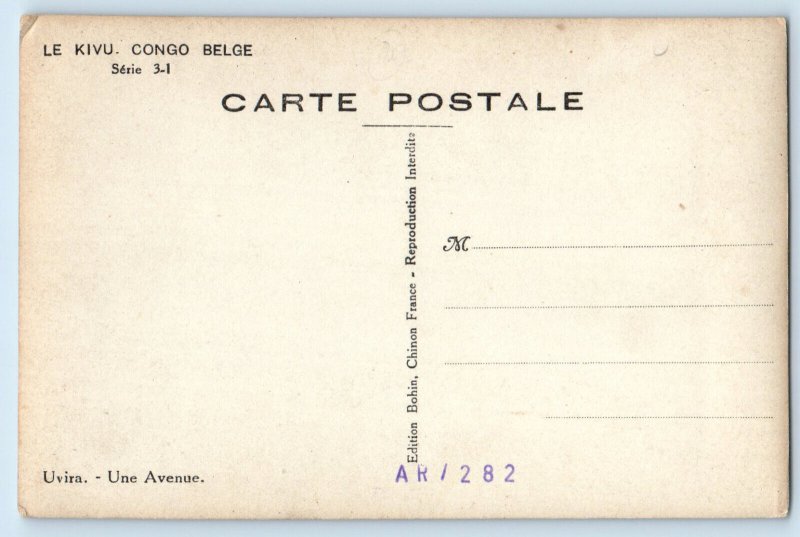 LE KIVU. CONGO BELGE
Série 3-1
CARTE POSTALE
Edition Bohin, Chinon France - Reproduction Interdite
M
Uvira. - Une Avenue.
AR/282